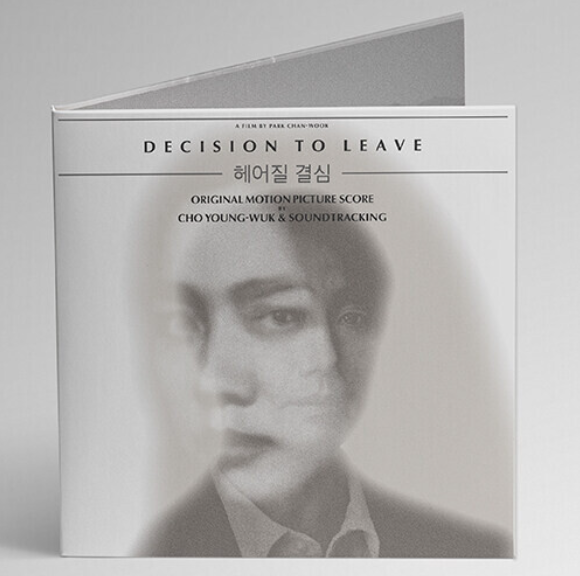 A FILM BY PARK CHAN-WOOK
DECISION TO LEAVE
헤어질 결심
ORIGINAL MOTION PICTURE SCORE
BY
CHO YOUNG-WUK & SOUNDTRACKING